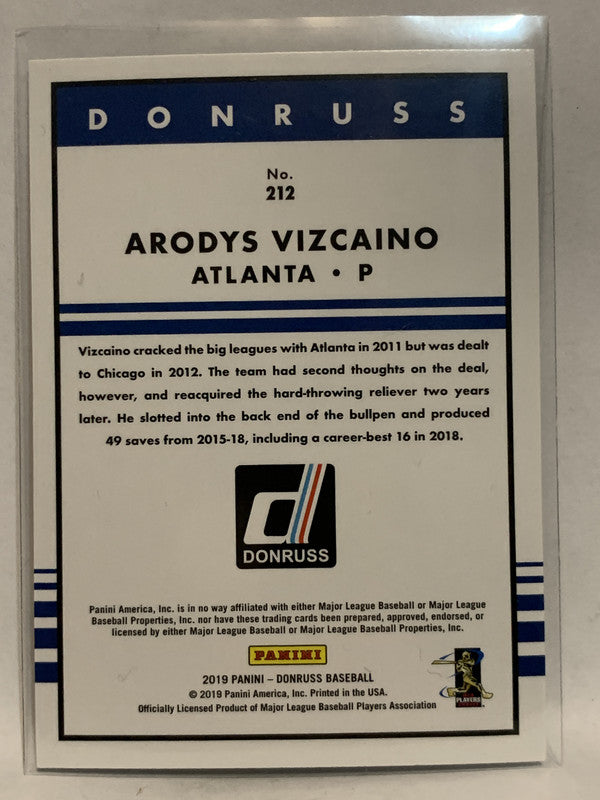 DONRUSS
No.
212
ARODYS VIZCAINO
ATLANTA • P
Vizcaino cracked the big leagues with Atlanta in 2011 but was dealt
to Chicago in 2012. The team had second thoughts on the deal,
however, and reacquired the hard-throwing reliever two years
later. He slotted into the back end of the bullpen and produced
49 saves from 2015-18, including a career-best 16 in 2018.
d
DONRUSS
Panini America, Inc. is in no way affiliated with either Major League Baseball or Major League
Baseball Properties, Inc. nor have these trading cards been prepared, approved, endorsed, or
licensed by either Major League Baseball or Major League Baseball Properties, Inc.
PANINI
2019 PANINI – DONRUSS BASEBALL
© 2019 Panini America, Inc. Printed in the USA.
Officially Licensed Product of Major League Baseball Players Association
PLAYERS